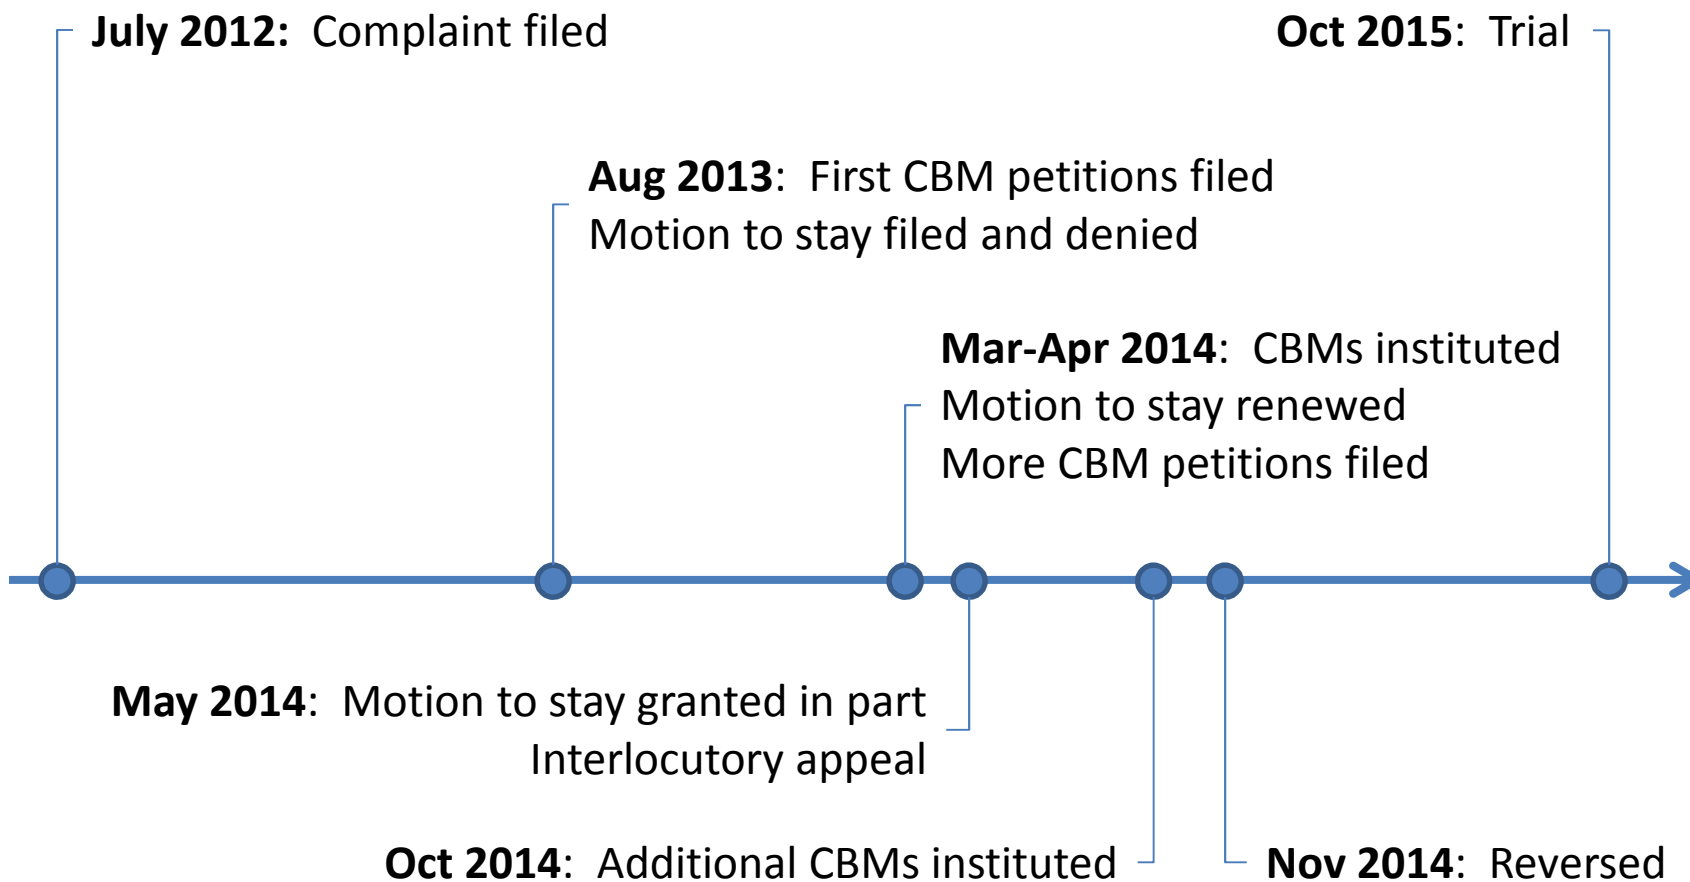 July 2012: Complaint filed
Oct 2015: Trial
Aug 2013: First CBM petitions filed
Motion to stay filed and denied
Mar-Apr 2014: CBMs instituted
Motion to stay renewed
More CBM petitions filed
May 2014: Motion to stay granted in part
Interlocutory appeal
Oct 2014: Additional CBMs instituted
Nov 2014: Reversed